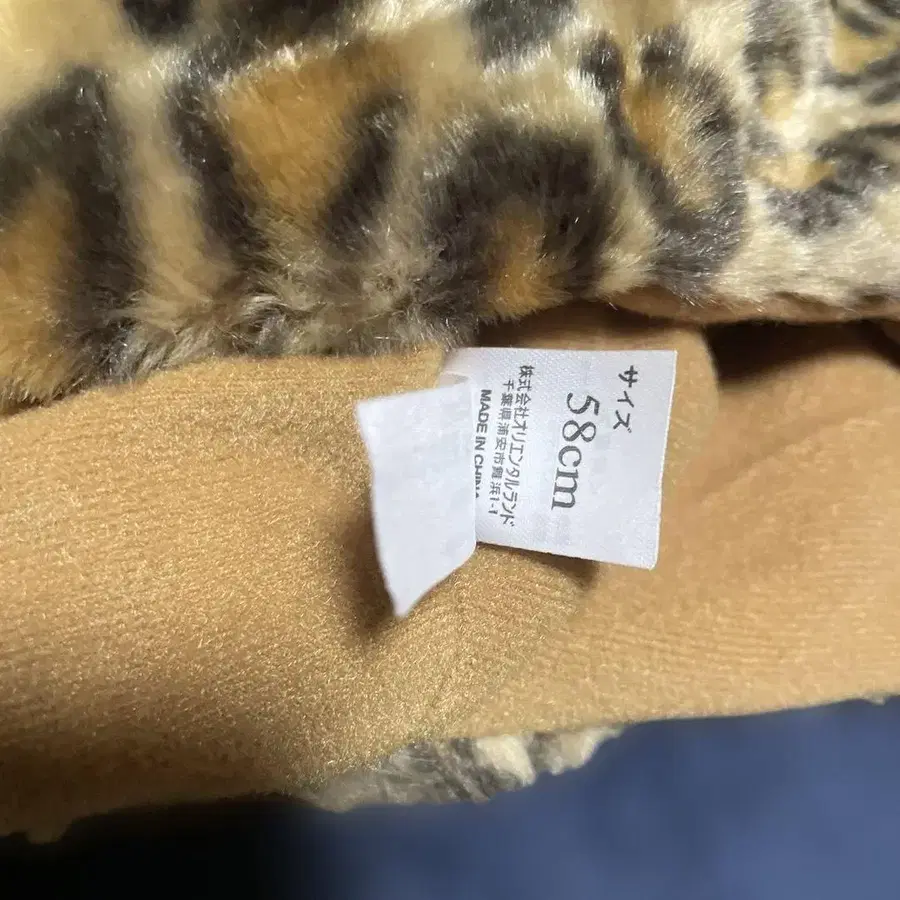 サイズ
58cm
株式会社オリエンタルランド
千葉県浦安市舞浜1-1
MADE IN CHINA